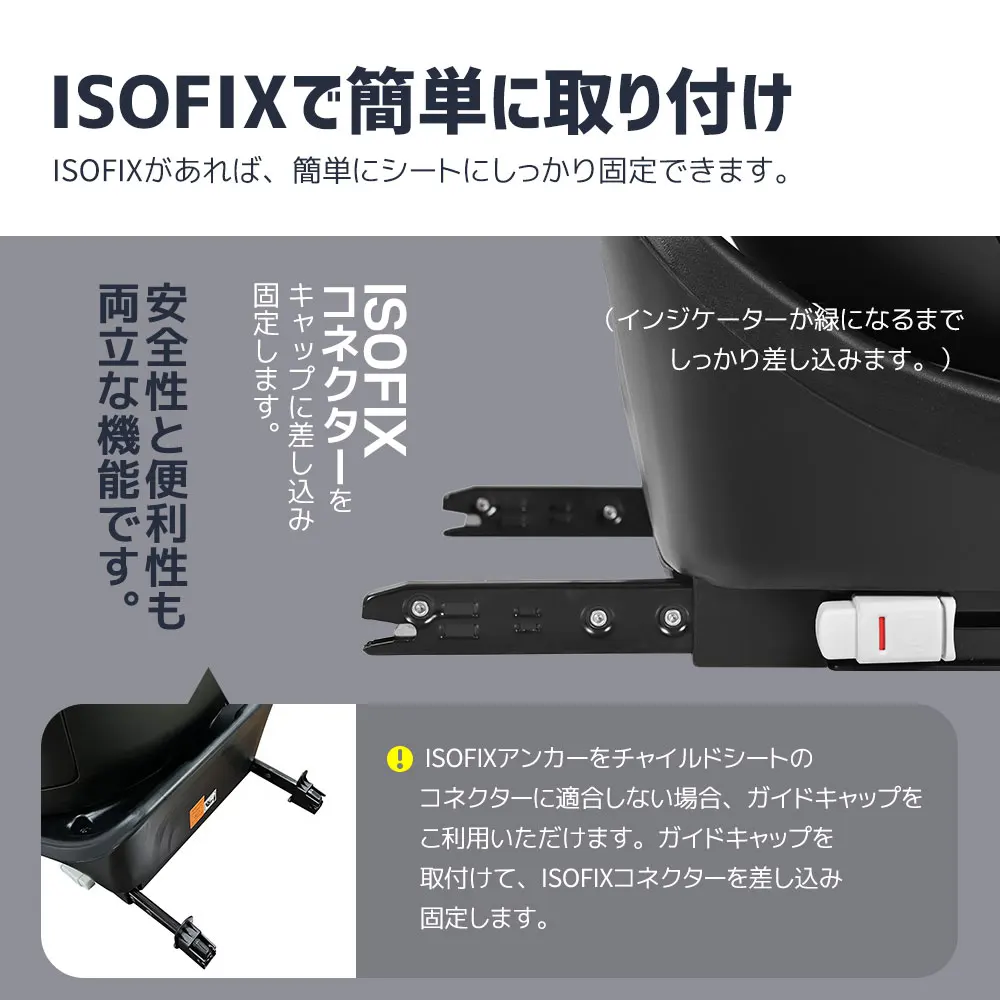 ISOFIXで簡単に取り付け
ISOFIXがあれば、簡単にシートにしっかり固定できます。
（インジケーターが緑になるまで
しっかり差し込みます。）
ISOFIX
コネクターを
キャップに差し込み
固定します。
安全性と便利性も
両立な機能です。
! ISOFIXアンカーをチャイルドシートの
コネクターに適合しない場合、ガイドキャップを
ご利用いただけます。ガイドキャップを
取付けて、ISOFIXコネクターを差し込み
固定します。